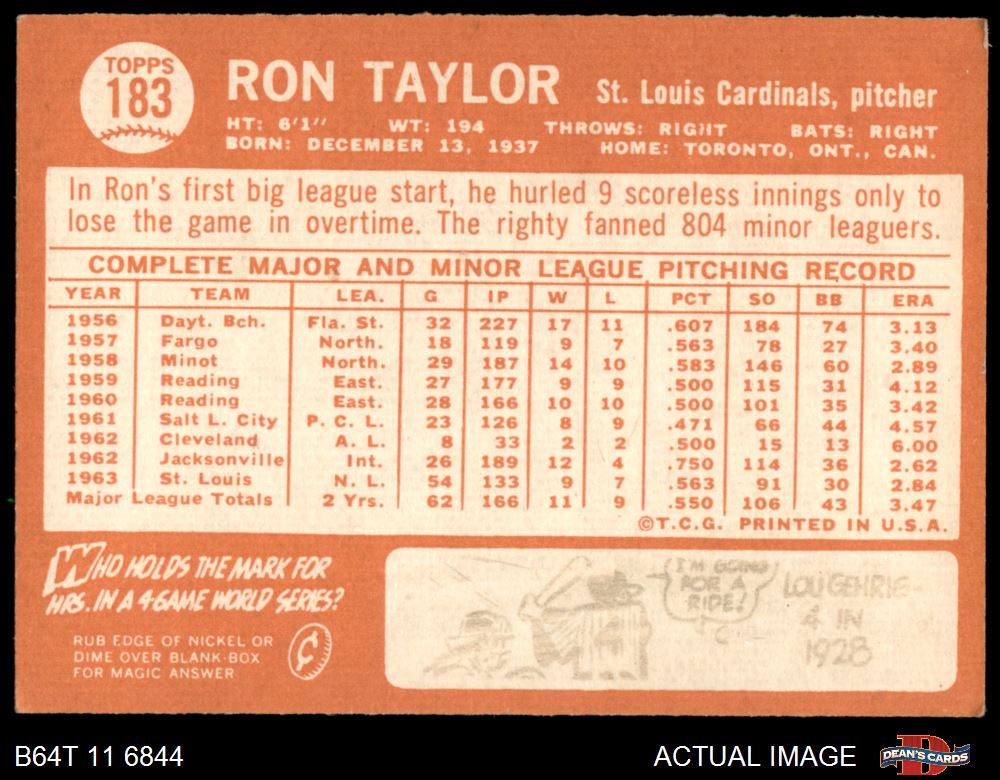 TOPPS
183
RON TAYLOR St. Louis Cardinals, pitcher
HT: 6'1" WT: 194 THROWS: RIGHT BATS: RIGHT
BORN: DECEMBER 13, 1937 HOME: TORONTO, ONT., CAN.
In Ron's first big league start, he hurled 9 scoreless innings only to
lose the game in overtime. The righty fanned 804 minor leaguers.
COMPLETE MAJOR AND MINOR LEAGUE PITCHING RECORD
YEAR TEAM LEA. G IP W L PCT SO BB ERA
1956 Dayt. Bch. Fla. St. 32 227 17 11 .607 184 74 3.13
1957 Fargo North. 18 119 9 7 .563 78 27 3.40
1958 Minot North. 29 187 14 10 .583 146 60 2.89
1959 Reading East. 27 177 9 9 .500 115 31 4.12
1960 Reading East. 28 166 10 10 .500 101 35 3.42
1961 Salt L. City P. C. L. 23 126 8 9 .471 66 44 4.57
1962 Cleveland A. L. 8 33 2 2 .500 15 13 6.00
1962 Jacksonville Int. 26 189 12 4 .750 114 36 2.62
1963 St. Louis N. L. 54 133 9 7 .563 91 30 2.84
Major League Totals 2 Yrs. 62 166 11 9 .550 106 43 3.47
©T.C.G. PRINTED IN U.S.A.
WHO HOLDS THE MARK FOR
HRS. IN A 4-GAME WORLD SERIES?
RUB EDGE OF NICKEL OR
DIME OVER BLANK-BOX
FOR MAGIC ANSWER
¢
I'M GOING
FOR A
RIDE!
LOU GEHRIG-
4 IN
1928
B64T 11 6844 ACTUAL IMAGE
D
DEAN'S CARDS